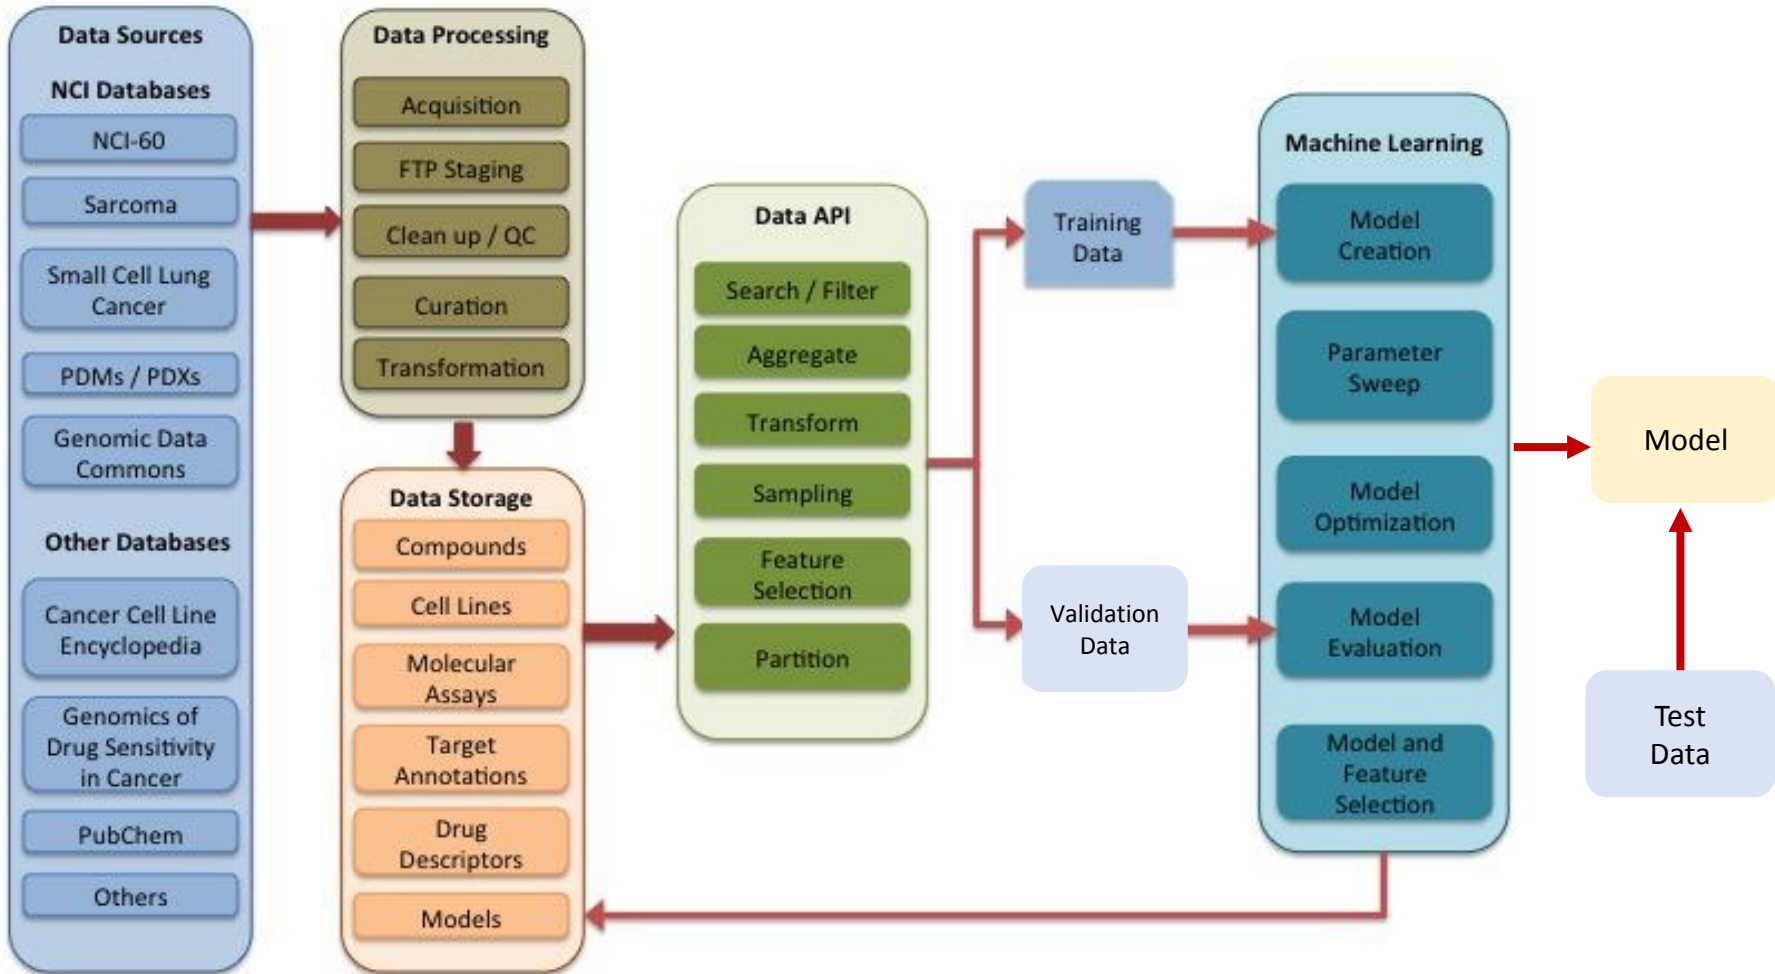 Data Sources
NCI Databases
NCI-60
Sarcoma
Small Cell Lung
Cancer
PDMs / PDXs
Genomic Data
Commons
Other Databases
Cancer Cell Line
Encyclopedia
Genomics of
Drug Sensitivity
in Cancer
PubChem
Others
Data Processing
Acquisition
FTP Staging
Clean up / QC
Curation
Transformation
Data Storage
Compounds
Cell Lines
Molecular
Assays
Target
Annotations
Drug
Descriptors
Models
Data API
Search / Filter
Aggregate
Transform
Sampling
Feature
Selection
Partition
Training
Data
Validation
Data
Machine Learning
Model
Creation
Parameter
Sweep
Model
Optimization
Model
Evaluation
Model and
Feature
Selection
Model
Test
Data